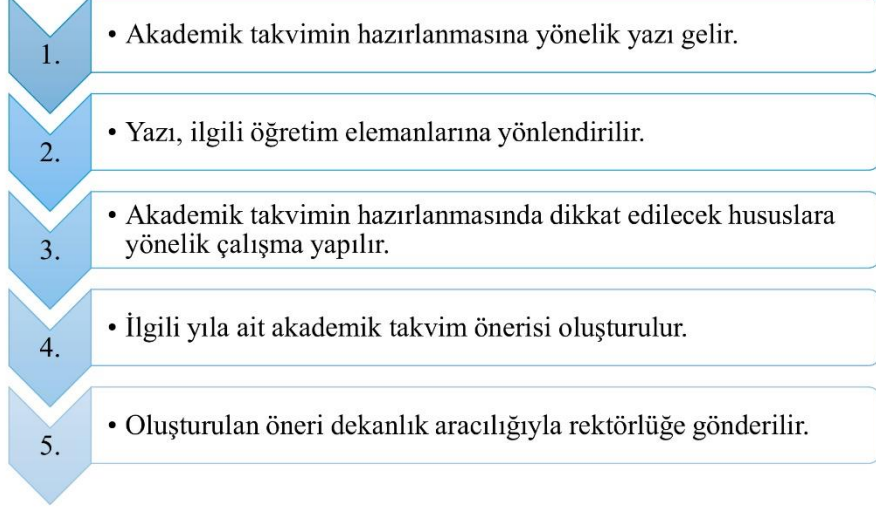 1.
• Akademik takvimin hazırlanmasına yönelik yazı gelir.
2.
• Yazı, ilgili öğretim elemanlarına yönlendirilir.
3.
• Akademik takvimin hazırlanmasında dikkat edilecek hususlara
yönelik çalışma yapılır.
4.
• İlgili yıla ait akademik takvim önerisi oluşturulur.
5.
• Oluşturulan öneri dekanlık aracılığıyla rektörlüğe gönderilir.